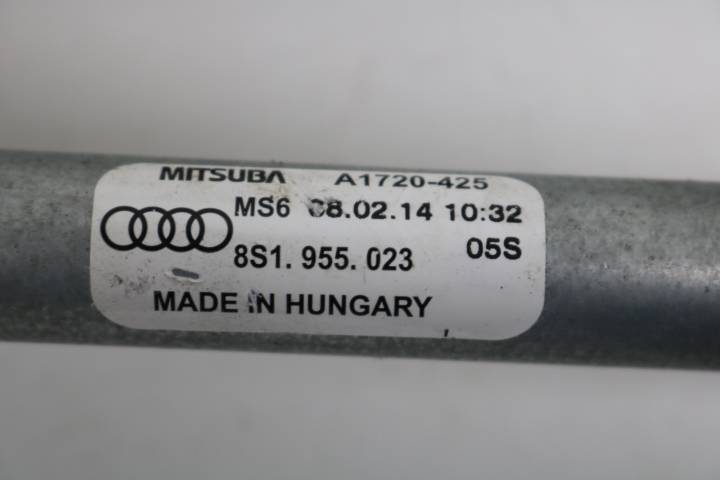 MITSUBA A1720-425
MS6 08.02.14 10:32
8S1. 955. 023 05S
MADE IN HUNGARY